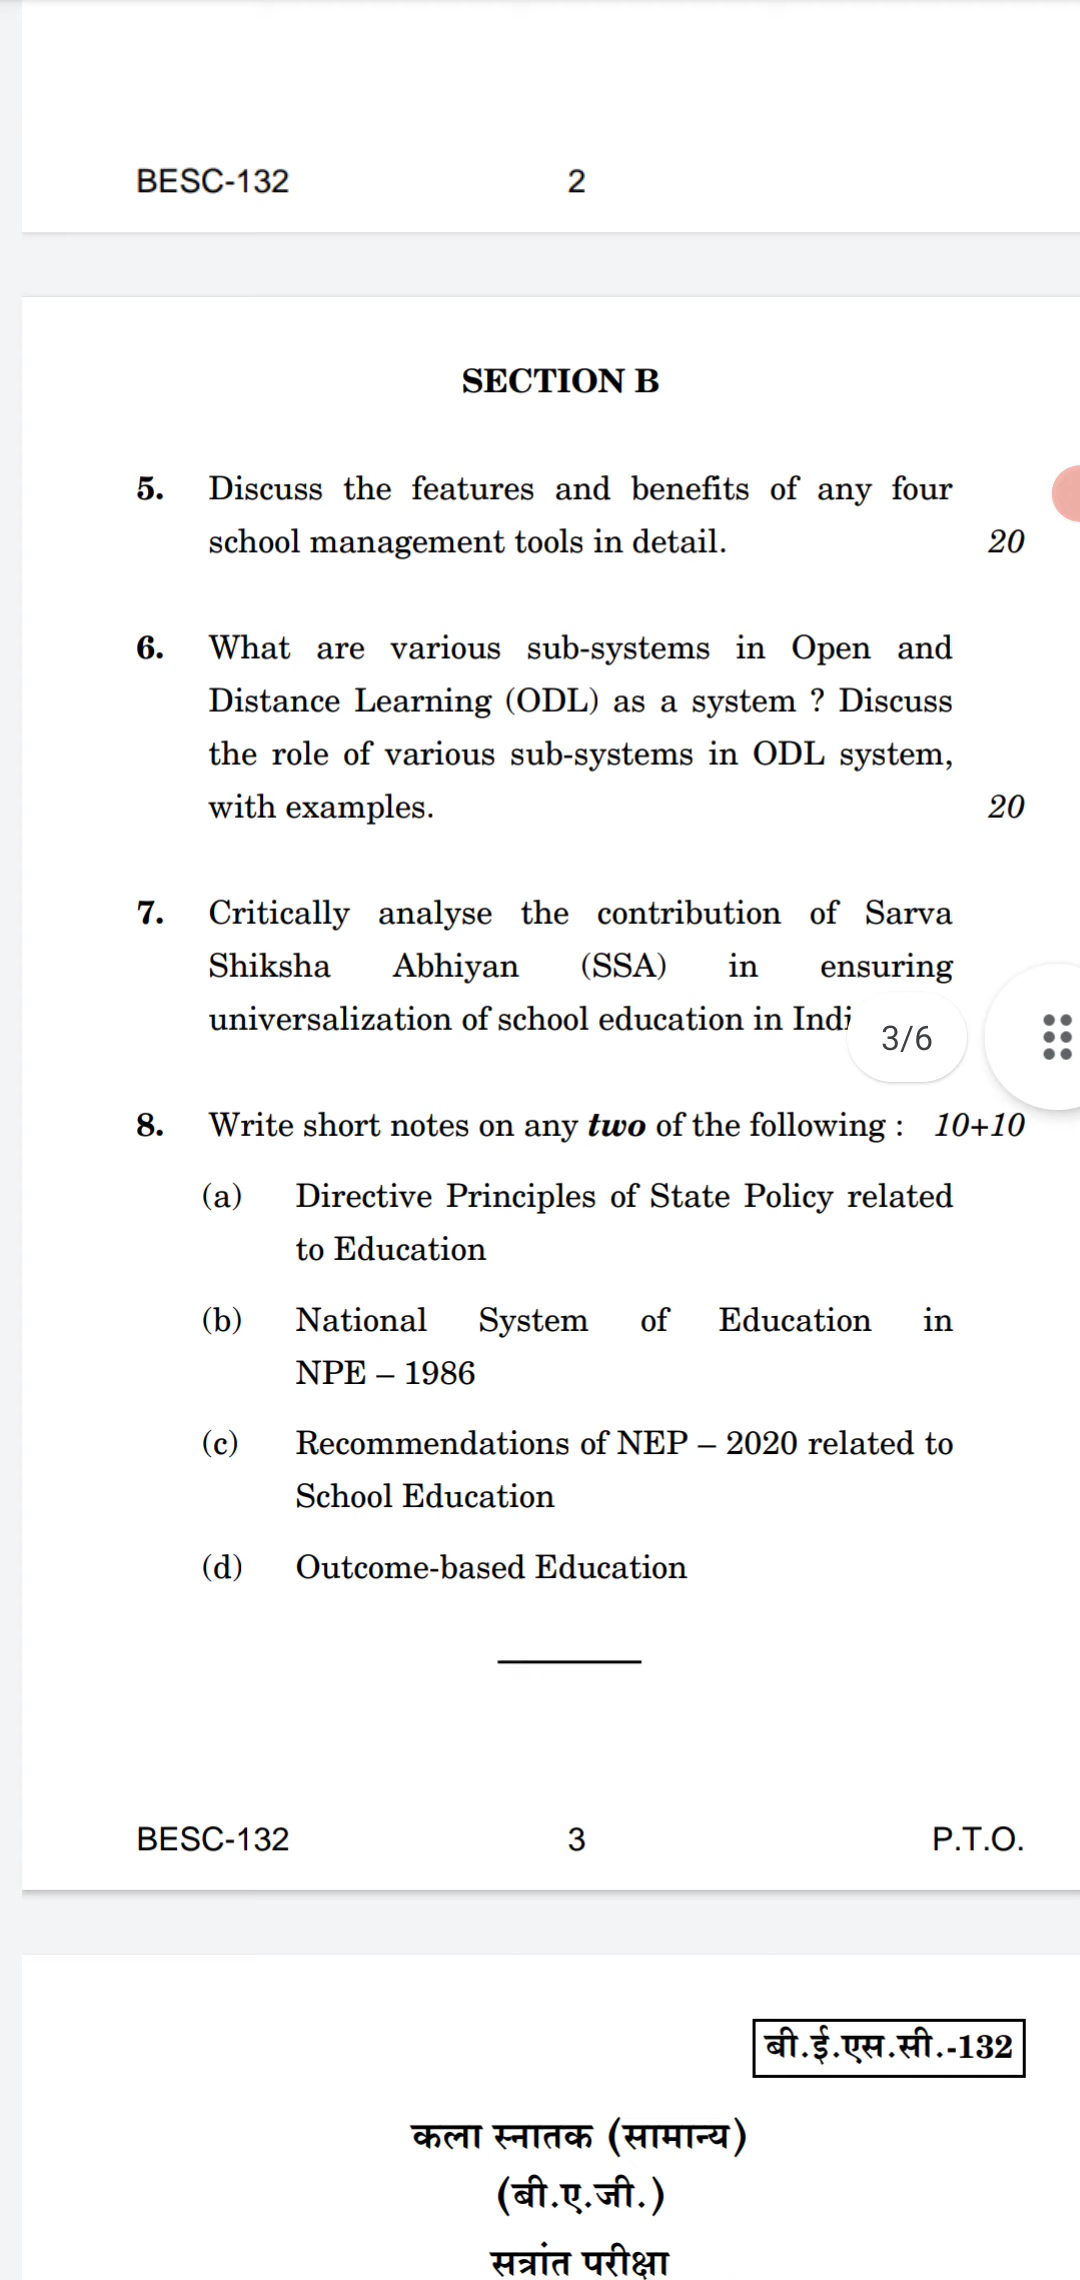 BESC-132 2
SECTION B
5. Discuss the features and benefits of any four
school management tools in detail. 20
6. What are various sub-systems in Open and
Distance Learning (ODL) as a system ? Discuss
the role of various sub-systems in ODL system,
with examples. 20
7. Critically analyse the contribution of Sarva
Shiksha Abhiyan (SSA) in ensuring
universalization of school education in Indi
3/6
8. Write short notes on any two of the following : 10+10
(a) Directive Principles of State Policy related
to Education
(b) National System of Education in
NPE – 1986
(c) Recommendations of NEP – 2020 related to
School Education
(d) Outcome-based Education
BESC-132 3 P.T.O.
बी.ई.एस.सी.-132
कला स्नातक (सामान्य)
(बी.ए.जी.)
सत्रांत परीक्षा